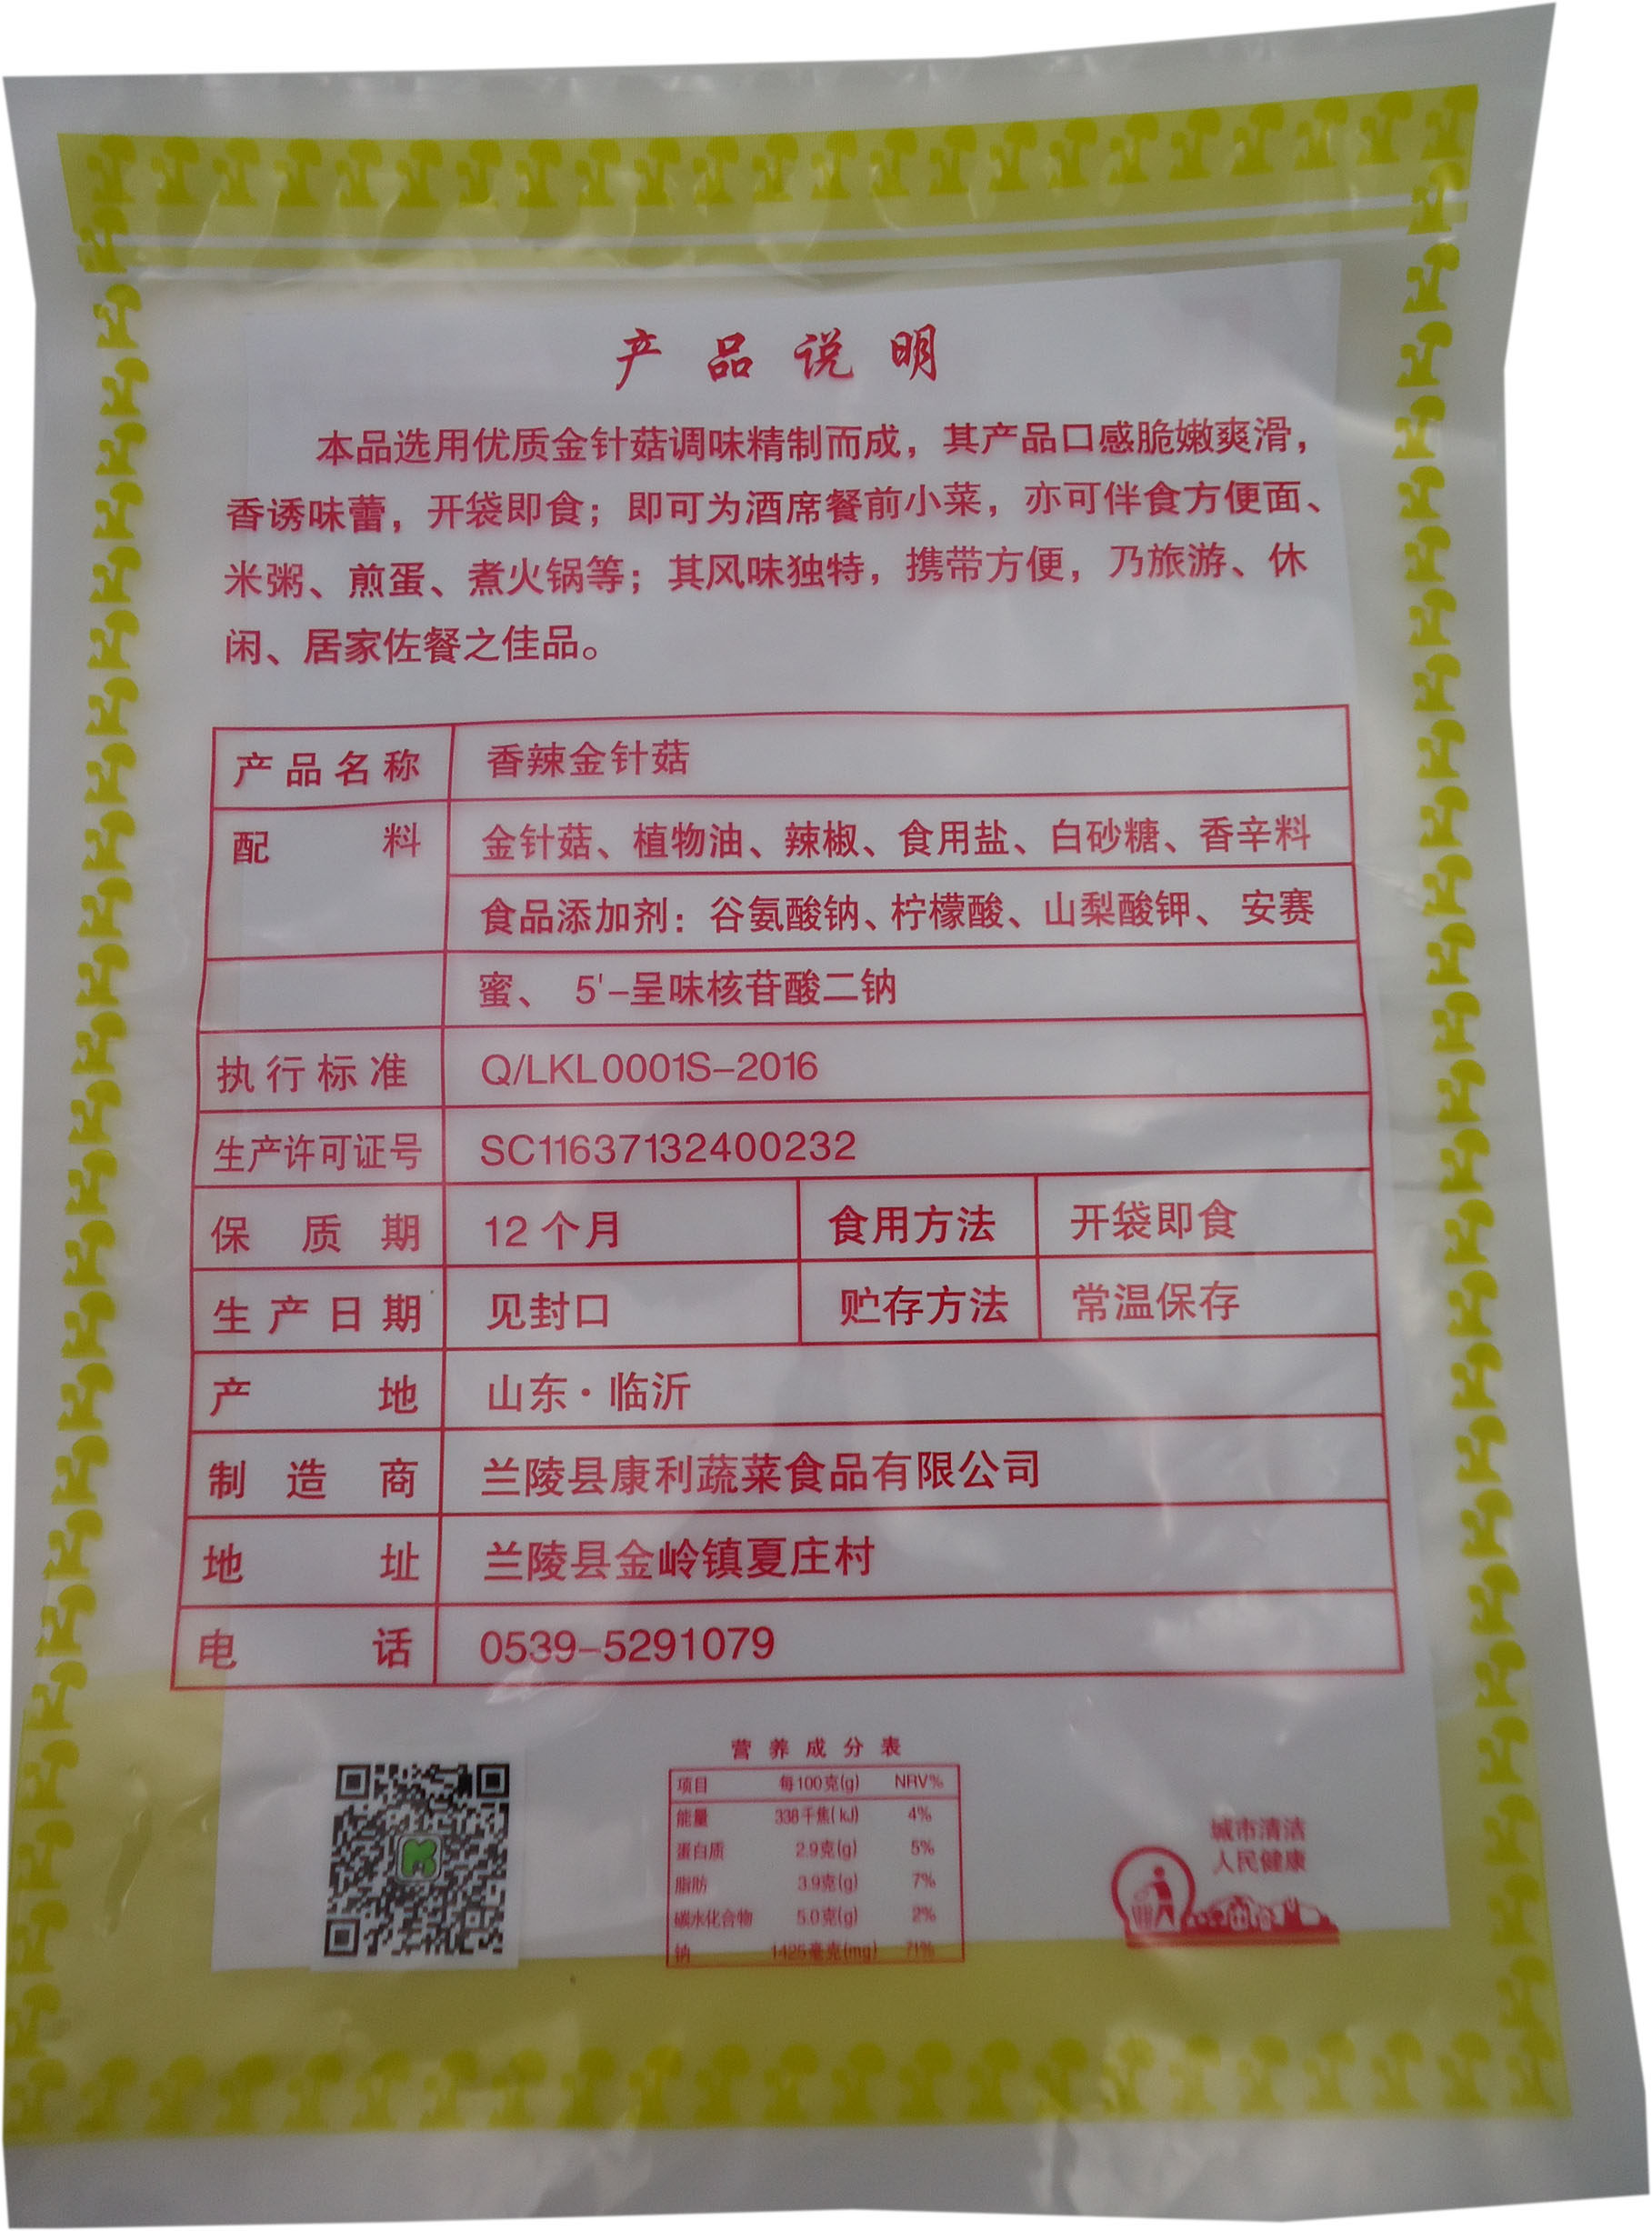 产品说明
本品选用优质金针菇调味精制而成，其产品口感脆嫩爽滑，
香诱味蕾，开袋即食；即可为酒席餐前小菜，亦可伴食方便面、
米粥、煎蛋、煮火锅等；其风味独特，携带方便，乃旅游、休
闲、居家佐餐之佳品。
产品名称 香辣金针菇
配料 金针菇、植物油、辣椒、食用盐、白砂糖、香辛料
食品添加剂：谷氨酸钠、柠檬酸、山梨酸钾、安赛
蜜、 5'-呈味核苷酸二钠
执行标准 Q/LKL0001S-2016
生产许可证号 SC11637132400232
保质期 12个月 食用方法 开袋即食
生产日期 见封口 贮存方法 常温保存
产地 山东·临沂
制造商 兰陵县康利蔬菜食品有限公司
地址 兰陵县金岭镇夏庄村
电话 0539-5291079
营养成分表
项目 每100克(g) NRV%
能量 338千焦(kJ) 4%
蛋白质 2.9克(g) 5%
脂肪 3.9克(g) 7%
碳水化合物 5.0克(g) 2%
钠 1425毫克(mg) 71%
城市清洁
人民健康